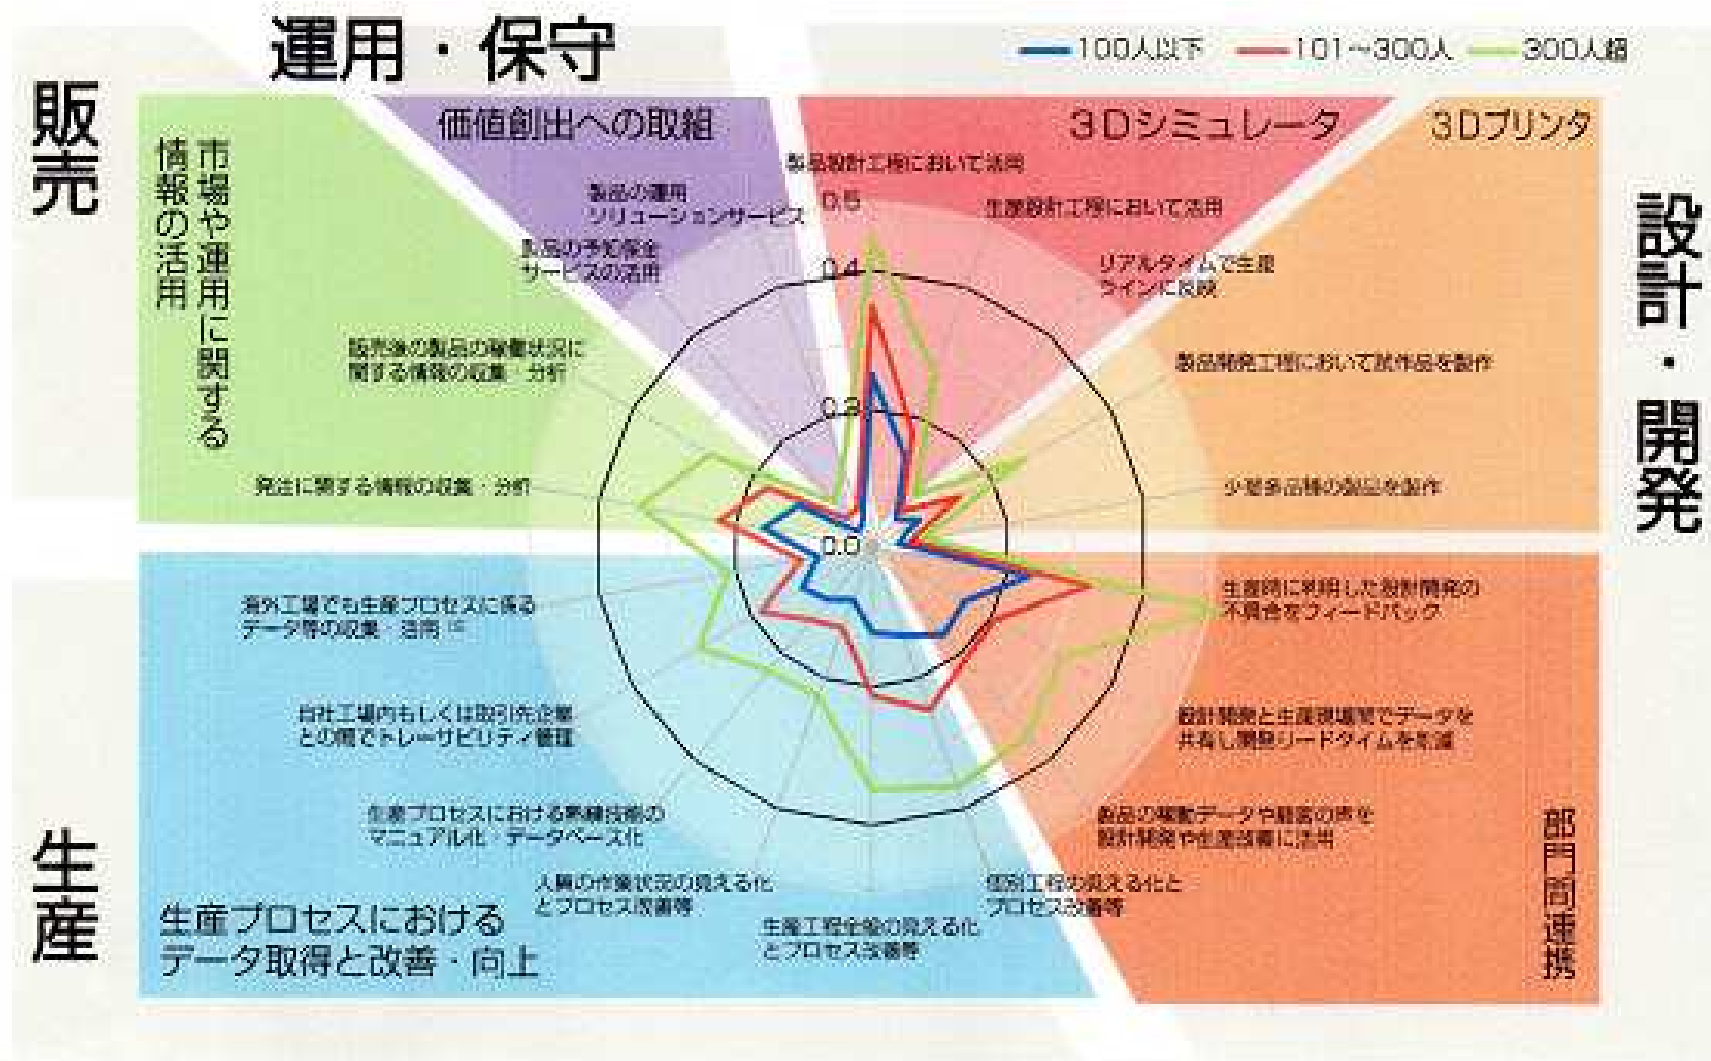 運用・保守
100人以下
101～300人
300人超
販売
設計・開発
生産
価値創出への取組
3Dシミュレータ
3Dプリンタ
市場や運用に関する
情報の活用
製品設計工程において活用
製品の運用
ソリューションサービス
0.5
生産設計工程において活用
製品の予知保全
サービスの活用
0.4
リアルタイムで生産
ラインに反映
販売後の製品の稼働状況に
関する情報の収集・分析
製品開発工程において試作品を製作
発注に関する情報の収集・分析
少量多品種の製品を製作
0.0
海外工場でも生産プロセスに係る
データ等の収集・活用
生産時に判明した設計開発の
不具合をフィードバック
自社工場内もしくは取引先企業
との間でトレーサビリティ管理
設計開発と生産現場間でデータを
共有し開発リードタイムを削減
生産プロセスにおける熟練技能の
マニュアル化・データベース化
製品の稼働データや顧客の声を
設計開発や生産改善に活用
人員の作業状況の見える化
とプロセス改善等
個別工程の見える化と
プロセス改善等
生産工程全般の見える化
とプロセス改善等
生産プロセスにおける
データ取得と改善・向上
部門間連携